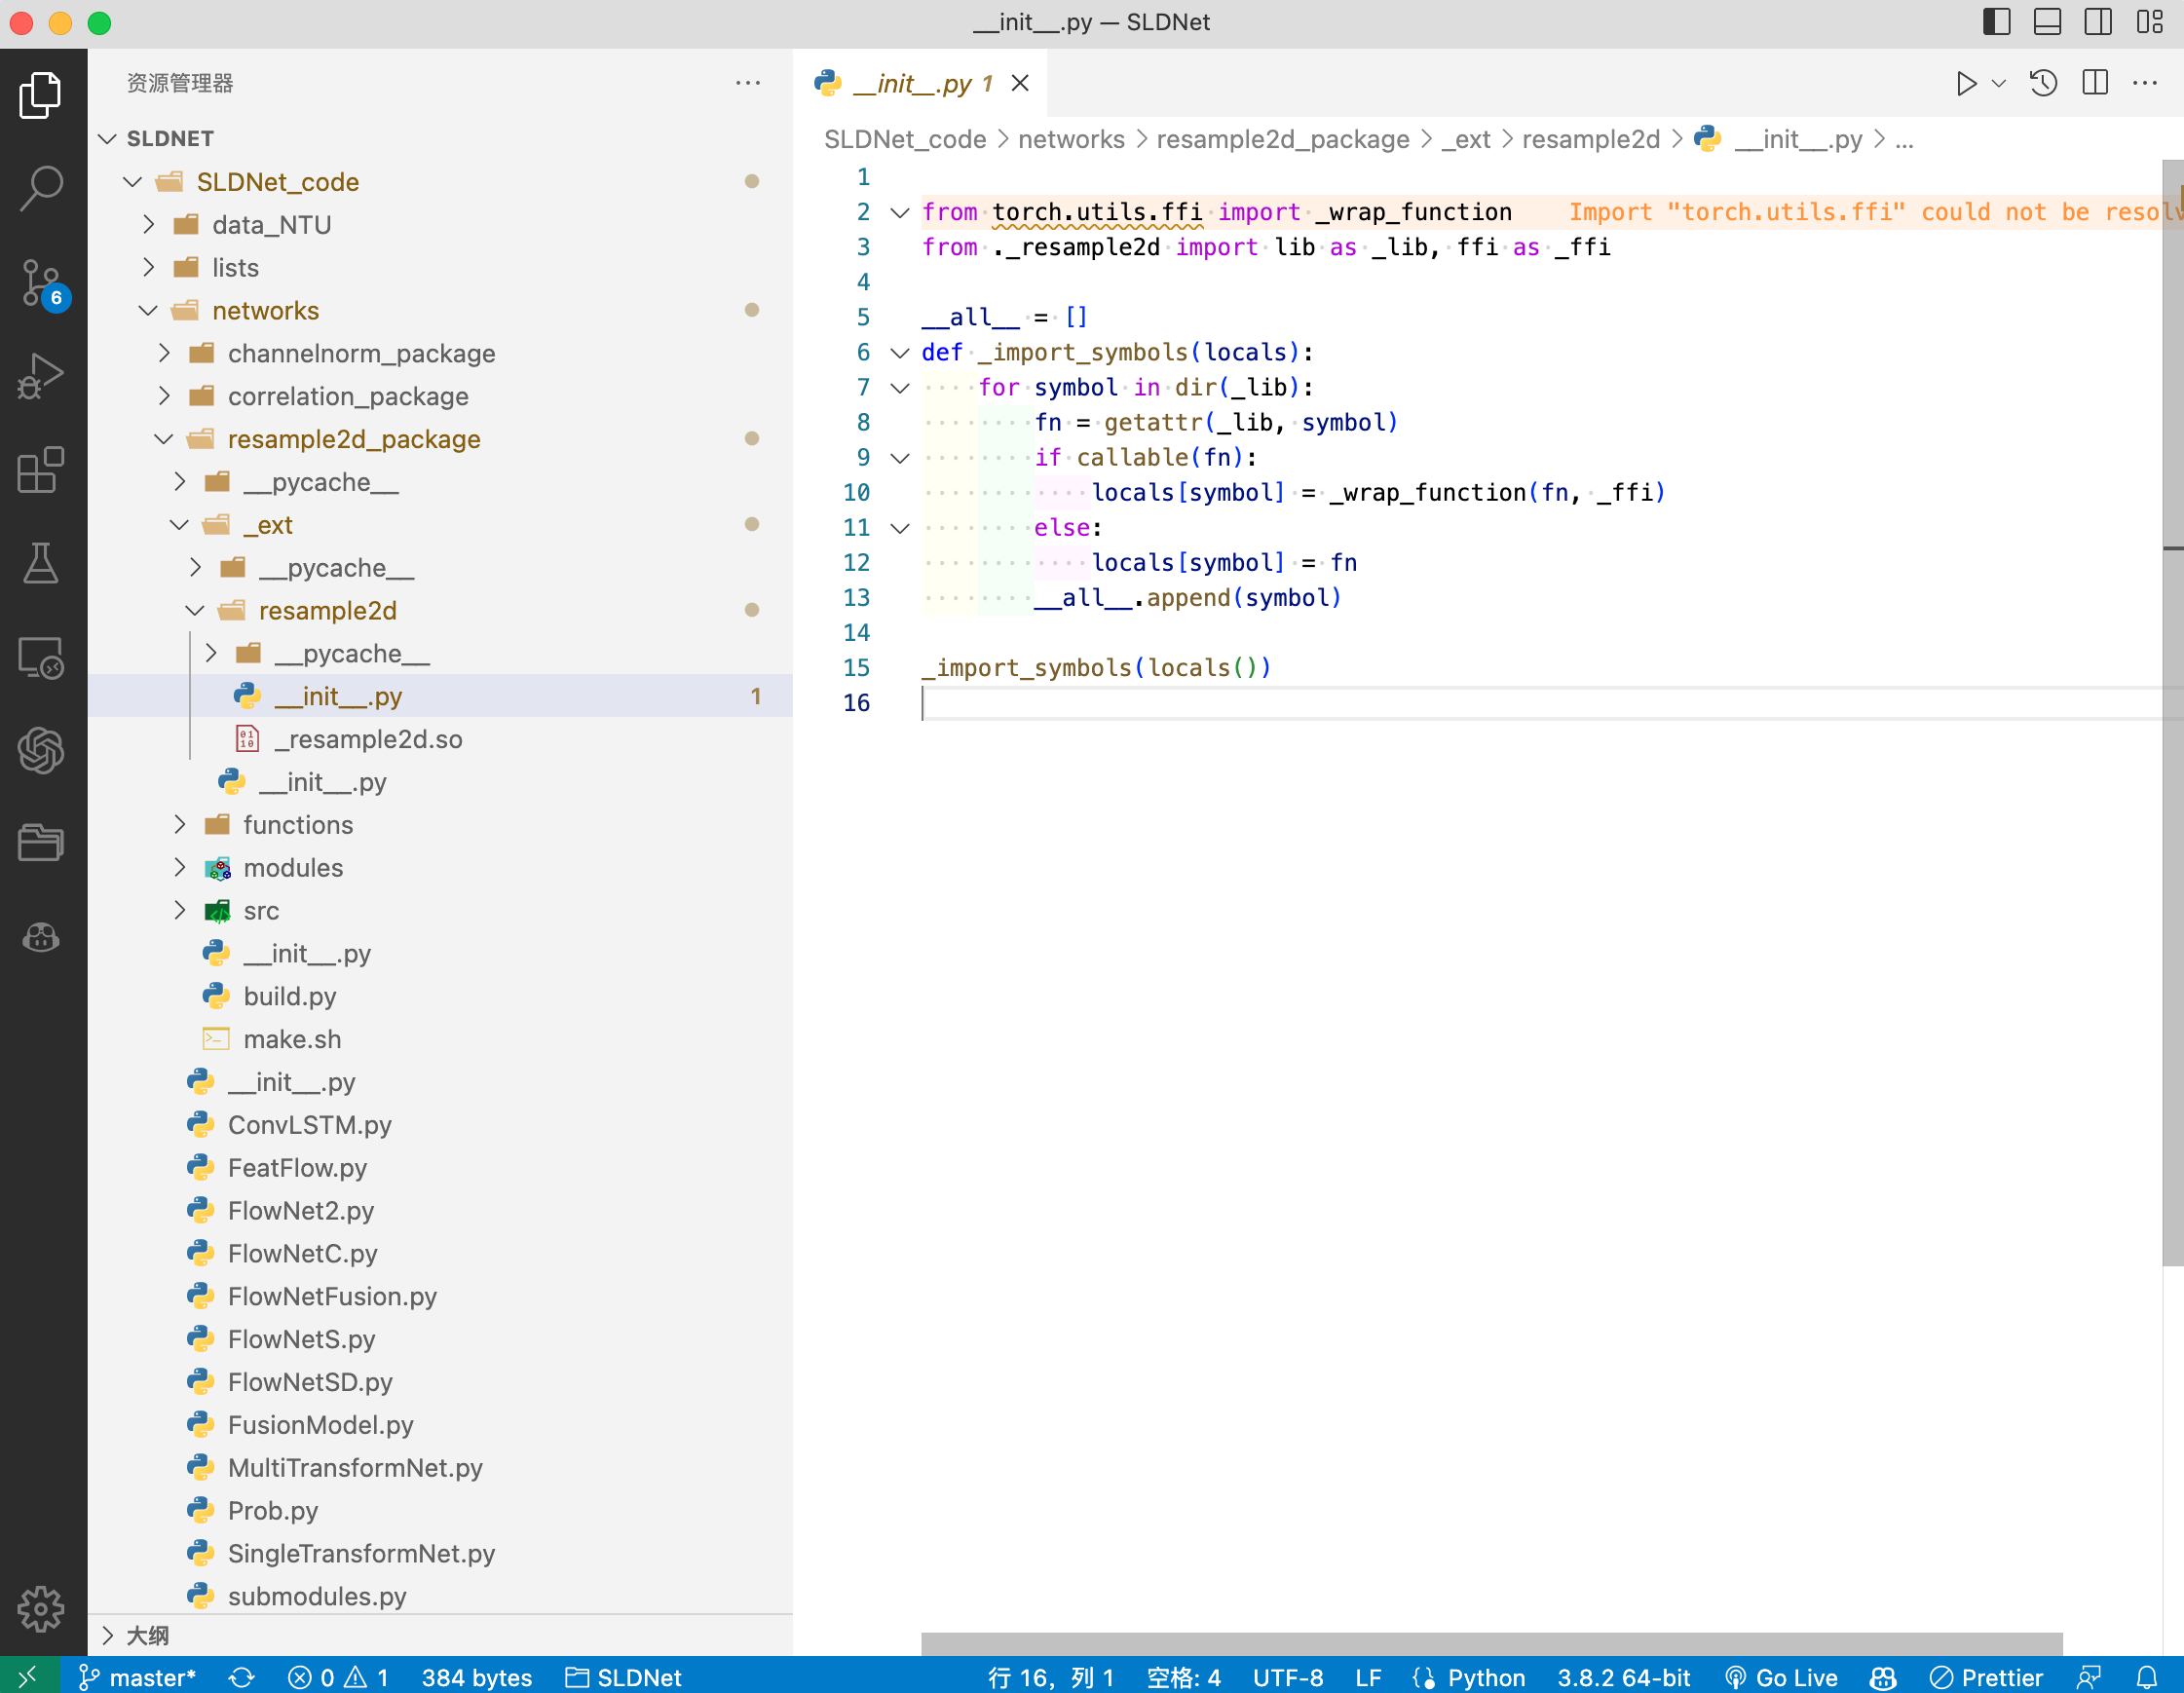 __init__.py — SLDNet
资源管理器
SLDNET
SLDNet_code
data_NTU
lists
networks
channelnorm_package
correlation_package
resample2d_package
__pycache__
_ext
__pycache__
resample2d
__pycache__
__init__.py 1
_resample2d.so
__init__.py
functions
modules
src
__init__.py
build.py
make.sh
__init__.py
ConvLSTM.py
FeatFlow.py
FlowNet2.py
FlowNetC.py
FlowNetFusion.py
FlowNetS.py
FlowNetSD.py
FusionModel.py
MultiTransformNet.py
Prob.py
SingleTransformNet.py
submodules.py
大纲
6
__init__.py 1
SLDNet_code > networks > resample2d_package > _ext > resample2d > __init__.py > ...
1
2 from torch.utils.ffi import _wrap_function Import "torch.utils.ffi" could not be resolv
3 from ._resample2d import lib as _lib, ffi as _ffi
4
5 __all__ = []
6 def _import_symbols(locals):
7     for symbol in dir(_lib):
8         fn = getattr(_lib, symbol)
9         if callable(fn):
10             locals[symbol] = _wrap_function(fn, _ffi)
11         else:
12             locals[symbol] = fn
13         __all__.append(symbol)
14
15 _import_symbols(locals())
16
master* 0 1 384 bytes SLDNet 行 16，列 1 空格: 4 UTF-8 LF Python 3.8.2 64-bit Go Live Prettier